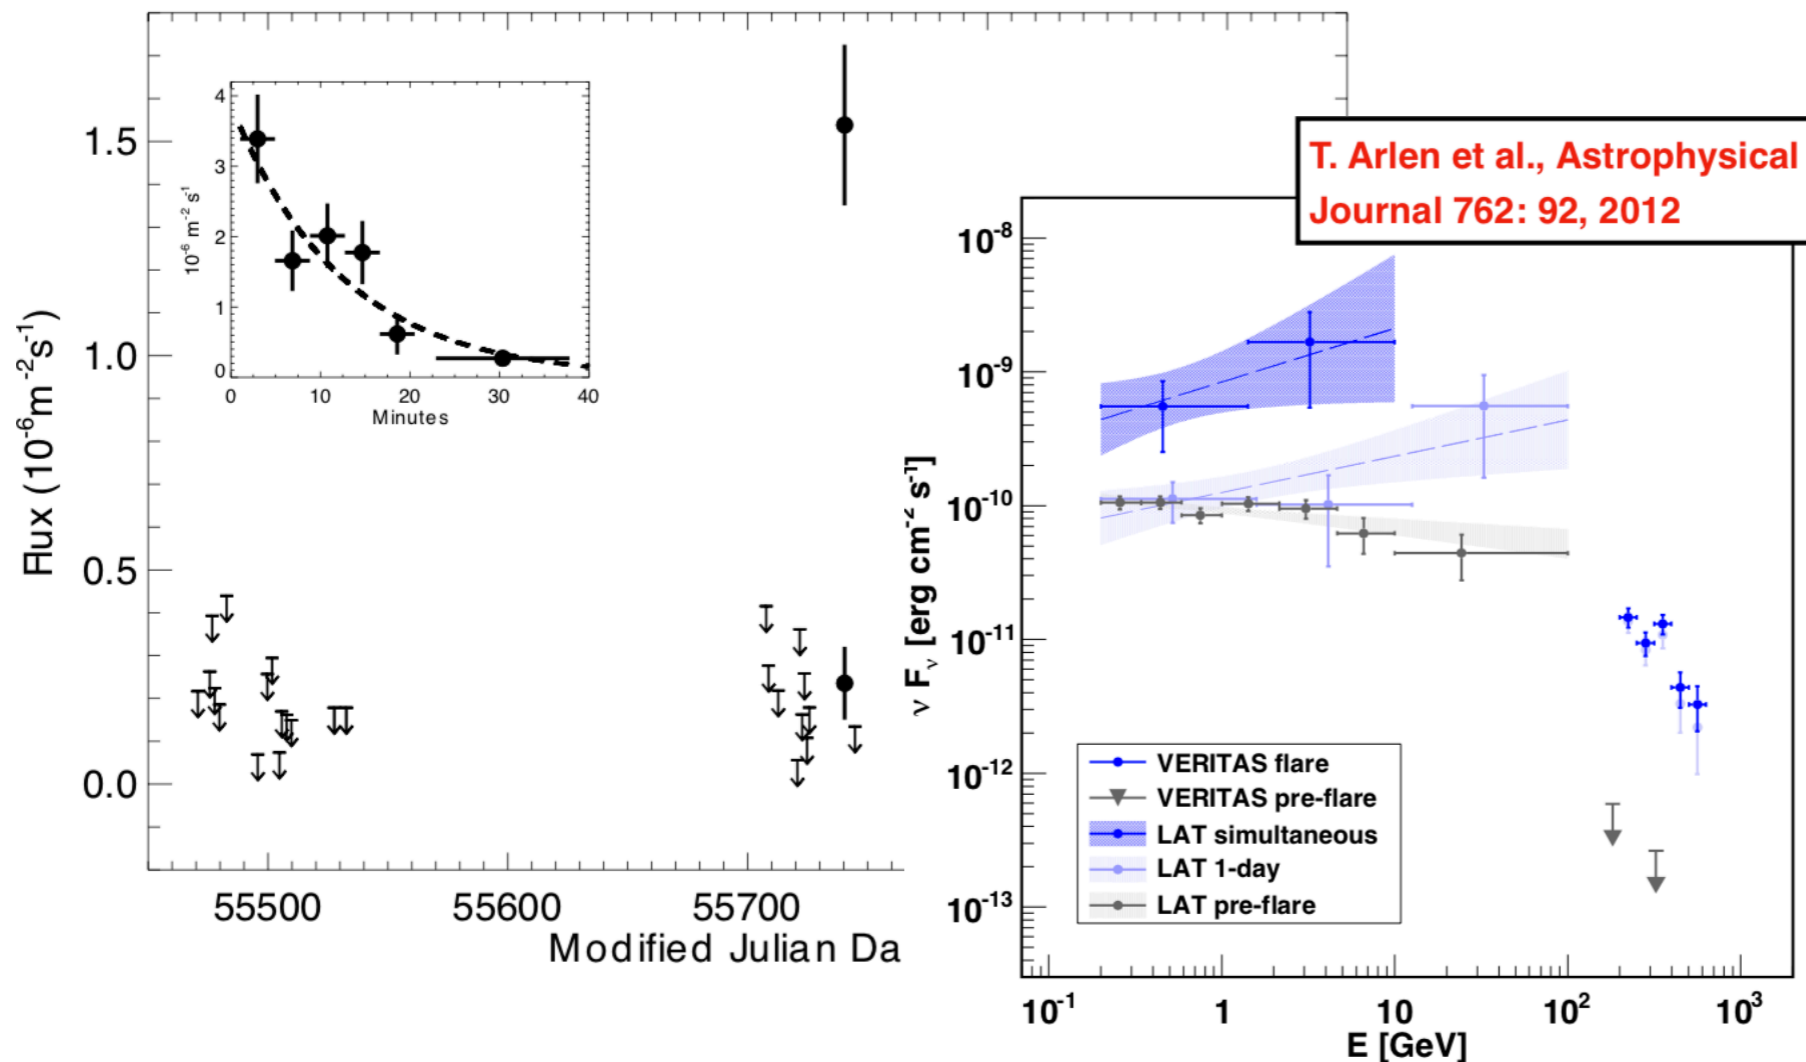 T. Arlen et al., Astrophysical
Journal 762: 92, 2012
Flux (10⁻⁶m⁻²s⁻¹)
1.5
1.0
0.5
0.0
55500 55600 55700
Modified Julian Da
10⁻⁶ m⁻² s⁻¹
4
3
2
1
0
0 10 20 30 40
Minutes
ν Fν [erg cm⁻² s⁻¹]
10⁻⁸
10⁻⁹
10⁻¹⁰
10⁻¹¹
10⁻¹²
10⁻¹³
VERITAS flare
VERITAS pre-flare
LAT simultaneous
LAT 1-day
LAT pre-flare
10⁻¹ 1 10 10² 10³
E [GeV]